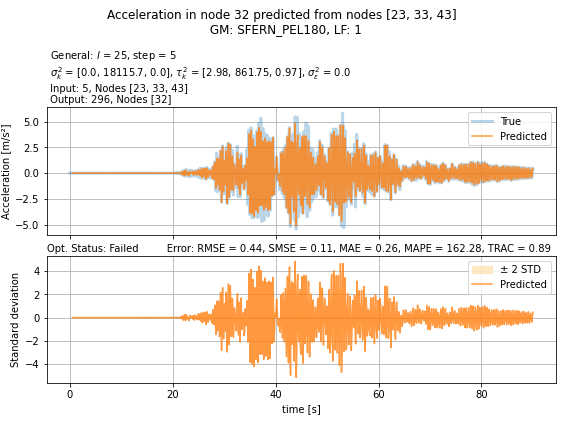 Acceleration in node 32 predicted from nodes [23, 33, 43]
GM: SFERN_PEL180, LF: 1
General: l = 25, step = 5
σ²ₖ = [0.0, 18115.7, 0.0], τ²ₖ = [2.98, 861.75, 0.97], σ²ε = 0.0
Input: 5, Nodes [23, 33, 43]
Output: 296, Nodes [32]
Acceleration [m/s²]
5.0
2.5
0.0
−2.5
−5.0
True
Predicted
Opt. Status: Failed Error: RMSE = 0.44, SMSE = 0.11, MAE = 0.26, MAPE = 162.28, TRAC = 0.89
Standard deviation
4
2
0
−2
−4
± 2 STD
Predicted
0 20 40 60 80
time [s]